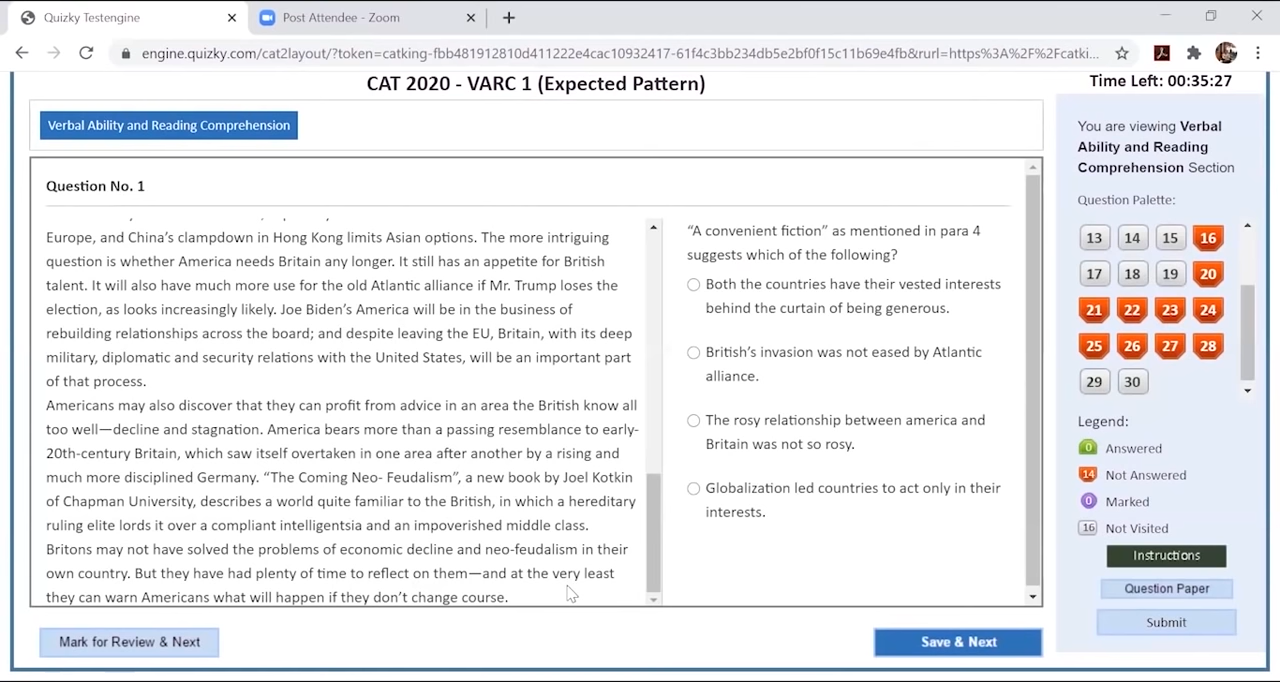 Quizky Testengine
Post Attendee - Zoom
engine.quizky.com/cat2layout/?token=catking-fbb481912810d411222e4cac10932417-61f4c3bb234db5e2bf0f15c11b69e4fb&rurl=https%3A%2F%2Fcatki...
CAT 2020 - VARC 1 (Expected Pattern)
Time Left: 00:35:27
Verbal Ability and Reading Comprehension
Question No. 1
Europe, and China's clampdown in Hong Kong limits Asian options. The more intriguing
question is whether America needs Britain any longer. It still has an appetite for British
talent. It will also have much more use for the old Atlantic alliance if Mr. Trump loses the
election, as looks increasingly likely. Joe Biden's America will be in the business of
rebuilding relationships across the board; and despite leaving the EU, Britain, with its deep
military, diplomatic and security relations with the United States, will be an important part
of that process.
Americans may also discover that they can profit from advice in an area the British know all
too well—decline and stagnation. America bears more than a passing resemblance to early-
20th-century Britain, which saw itself overtaken in one area after another by a rising and
much more disciplined Germany. “The Coming Neo- Feudalism”, a new book by Joel Kotkin
of Chapman University, describes a world quite familiar to the British, in which a hereditary
ruling elite lords it over a compliant intelligentsia and an impoverished middle class.
Britons may not have solved the problems of economic decline and neo-feudalism in their
own country. But they have had plenty of time to reflect on them—and at the very least
they can warn Americans what will happen if they don't change course.
“A convenient fiction” as mentioned in para 4
suggests which of the following?
Both the countries have their vested interests
behind the curtain of being generous.
British's invasion was not eased by Atlantic
alliance.
The rosy relationship between america and
Britain was not so rosy.
Globalization led countries to act only in their
interests.
Mark for Review & Next
Save & Next
You are viewing Verbal
Ability and Reading
Comprehension Section
Question Palette:
13 14 15 16
17 18 19 20
21 22 23 24
25 26 27 28
29 30
Legend:
0 Answered
14 Not Answered
0 Marked
16 Not Visited
Instructions
Question Paper
Submit